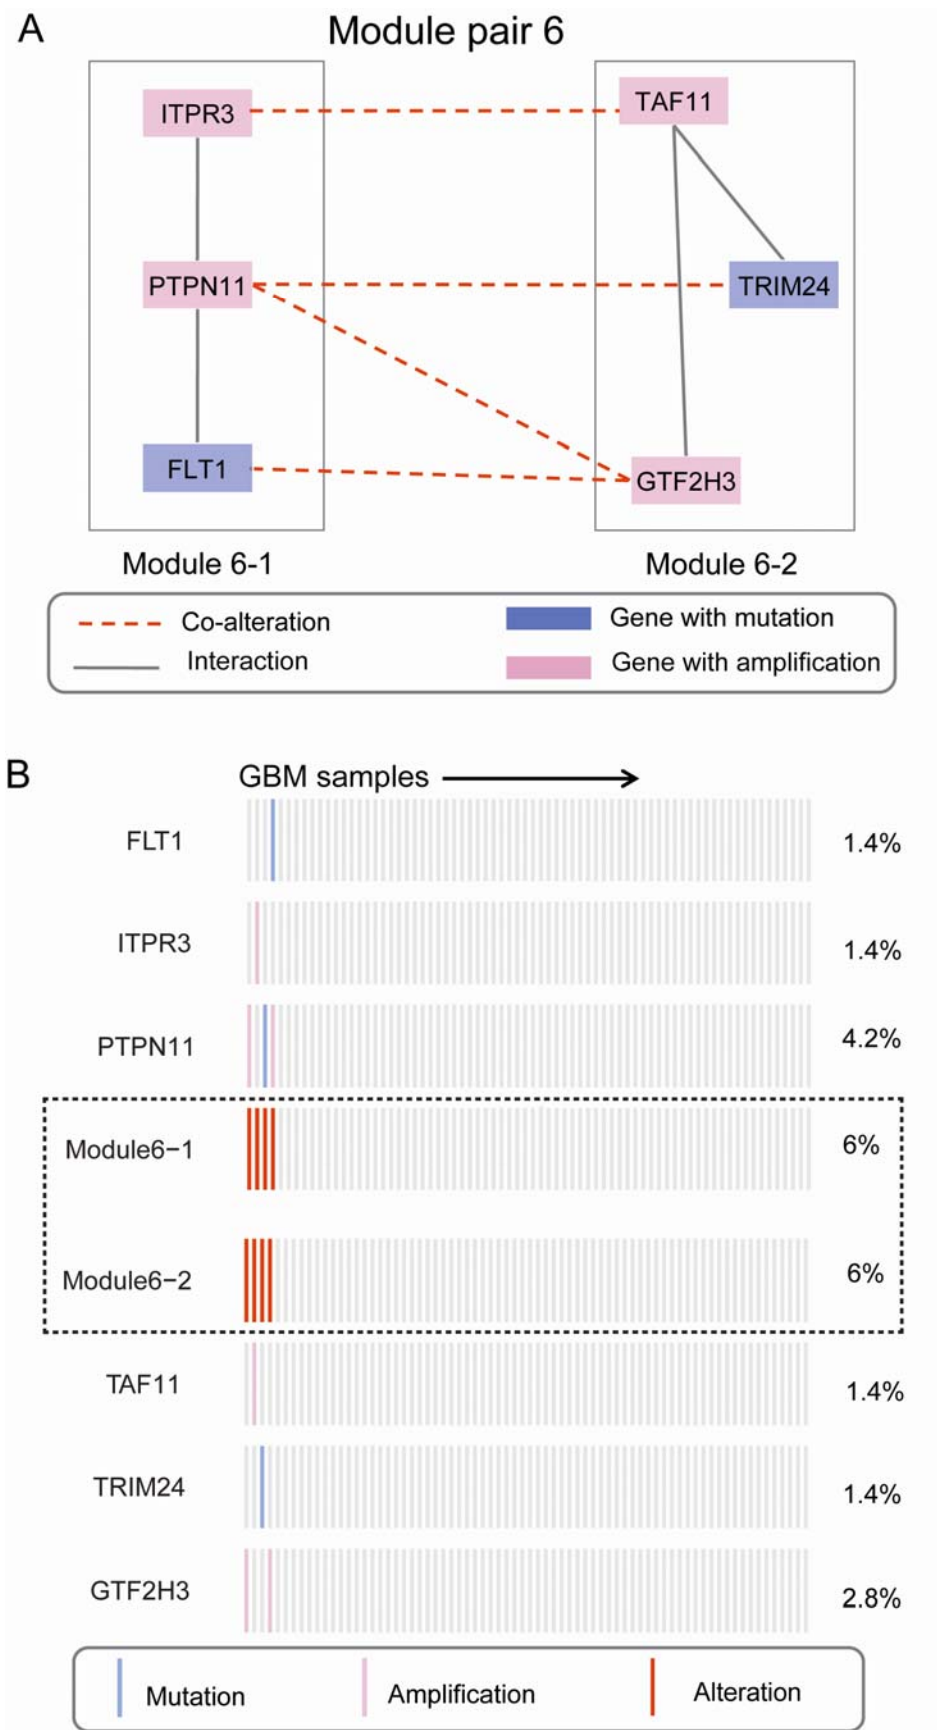 A
Module pair 6
ITPR3
TAF11
PTPN11
TRIM24
FLT1
GTF2H3
Module 6-1
Module 6-2
Co-alteration
Gene with mutation
Interaction
Gene with amplification
B
GBM samples
FLT1
1.4%
ITPR3
1.4%
PTPN11
4.2%
Module6−1
6%
Module6−2
6%
TAF11
1.4%
TRIM24
1.4%
GTF2H3
2.8%
Mutation
Amplification
Alteration